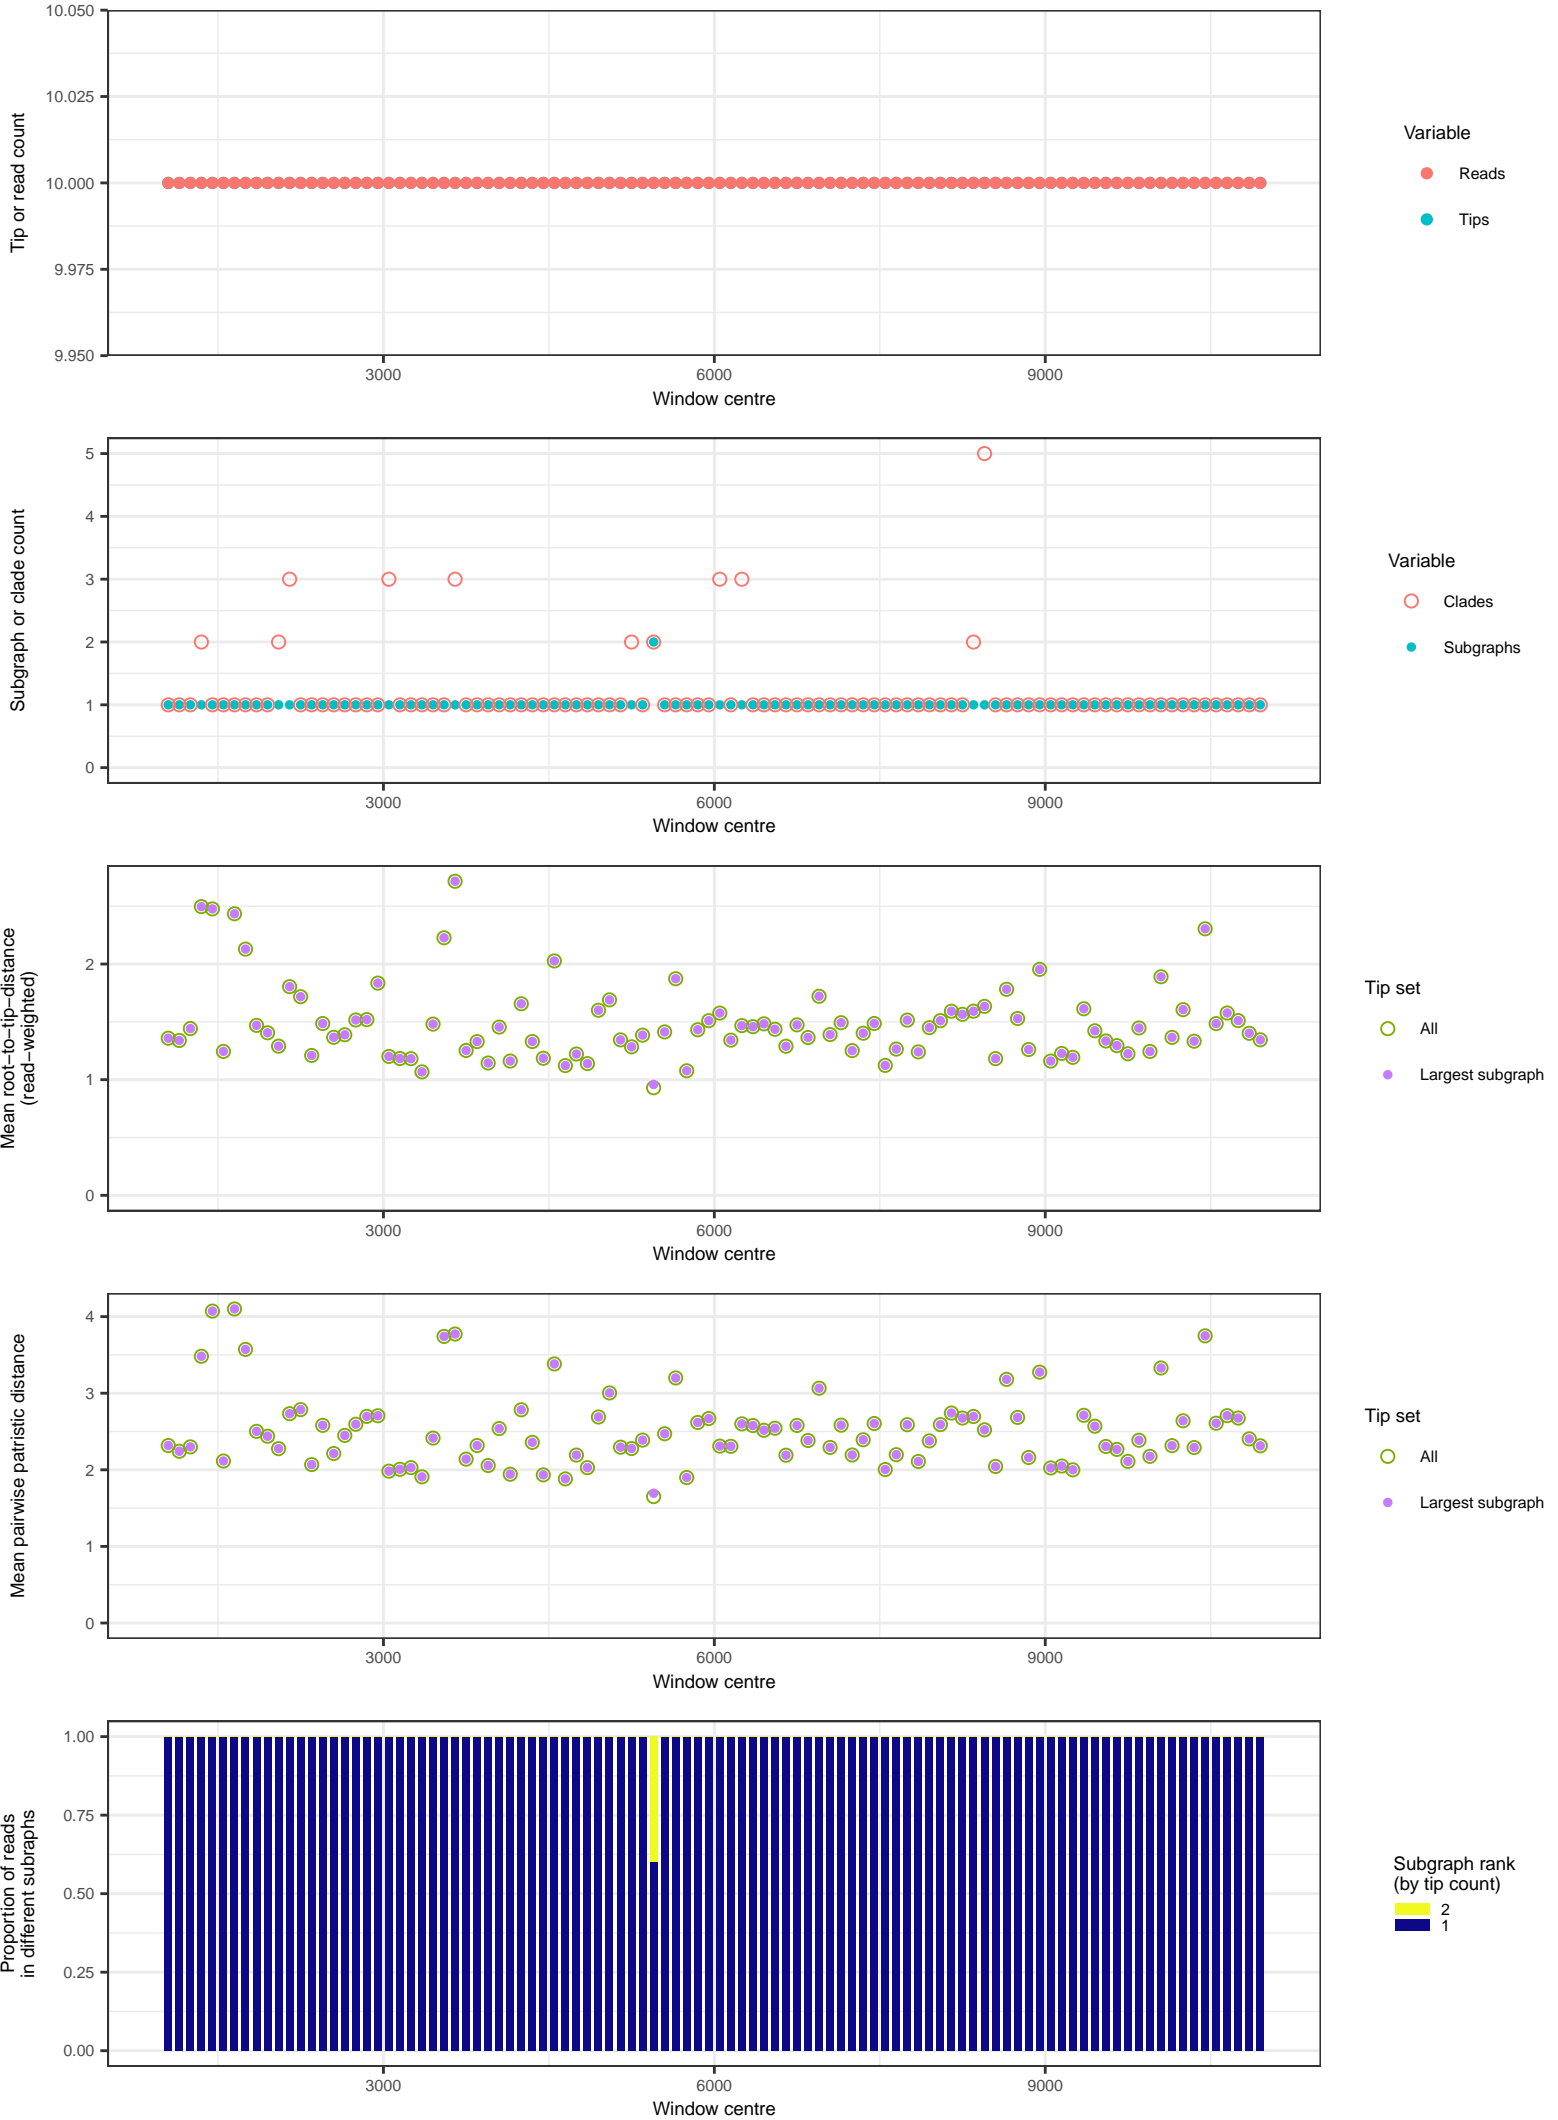 10.050
10.025
10.000
9.975
9.950
Tip or read count
3000
6000
9000
Window centre
Variable
Reads
Tips
5
4
3
2
1
0
Subgraph or clade count
3000
6000
9000
Window centre
Variable
Clades
Subgraphs
2
1
0
Mean root−to−tip−distance
(read−weighted)
3000
6000
9000
Window centre
Tip set
All
Largest subgraph
4
3
2
1
0
Mean pairwise patristic distance
3000
6000
9000
Window centre
Tip set
All
Largest subgraph
1.00
0.75
0.50
0.25
0.00
Proportion of reads
in different subraphs
3000
6000
9000
Window centre
Subgraph rank
(by tip count)
2
1